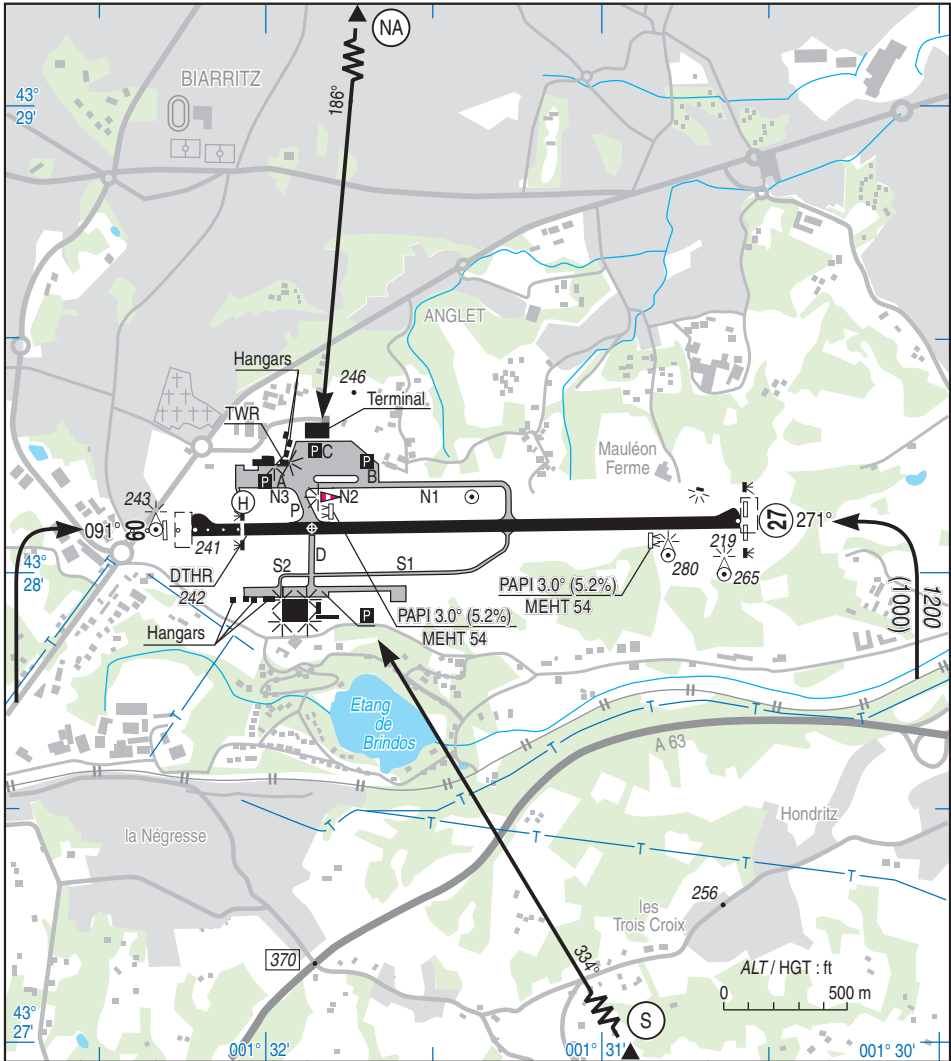 NA
186°
BIARRITZ
43°
29'
ANGLET
Hangars
246
TWR
Terminal
P
C
P
B
P
A
Mauléon
Ferme
N3
N2
N1
H
P
243
091°
09
241
27
271°
219
DTHR
242
D
43°
28'
S2
S1
280
265
PAPI 3.0° (5.2%)
MEHT 54
PAPI 3.0° (5.2%)
MEHT 54
P
1200
(1000)
Hangars
Etang
de
Brindos
T
T
T
T
T
A 63
la Négresse
T
T
T
T
Hondritz
256
les
Trois Croix
370
334°
ALT / HGT : ft
0
500 m
S
43°
27'
001° 32'
001° 31'
001° 30'